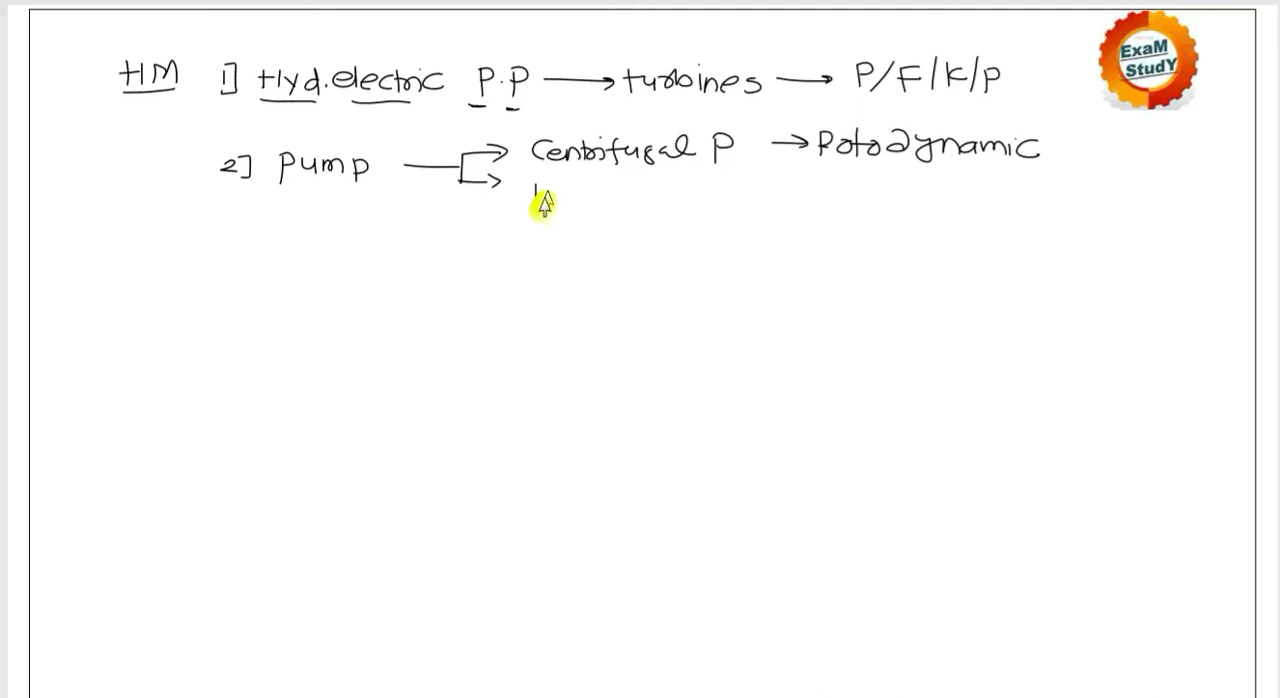 HM 1] Hyd.electric P.P → turbines → P/F/K/P
2] Pump → Centrifugal P → Rotodynamic
ExaM
StudY